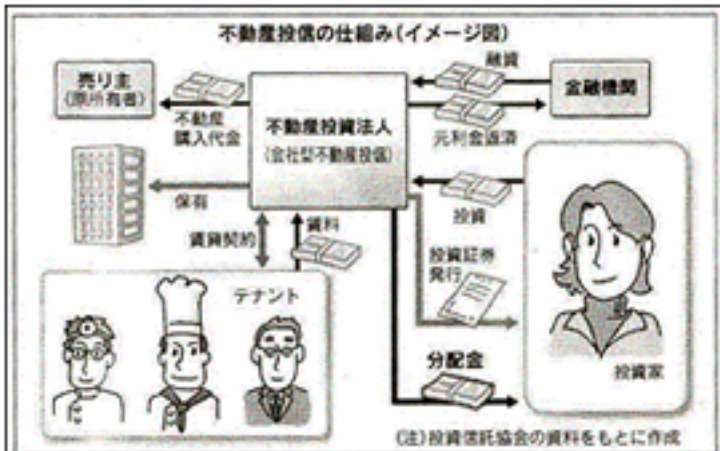 不動産投信の仕組み(イメージ図)
売り主
(原所有者)
融資
金融機関
不動産
購入代金
不動産投資法人
(会社型不動産投信)
元利金返済
保有
投資
賃貸契約
賃料
投資証券
発行
テナント
分配金
投資家
(注)投資信託協会の資料をもとに作成